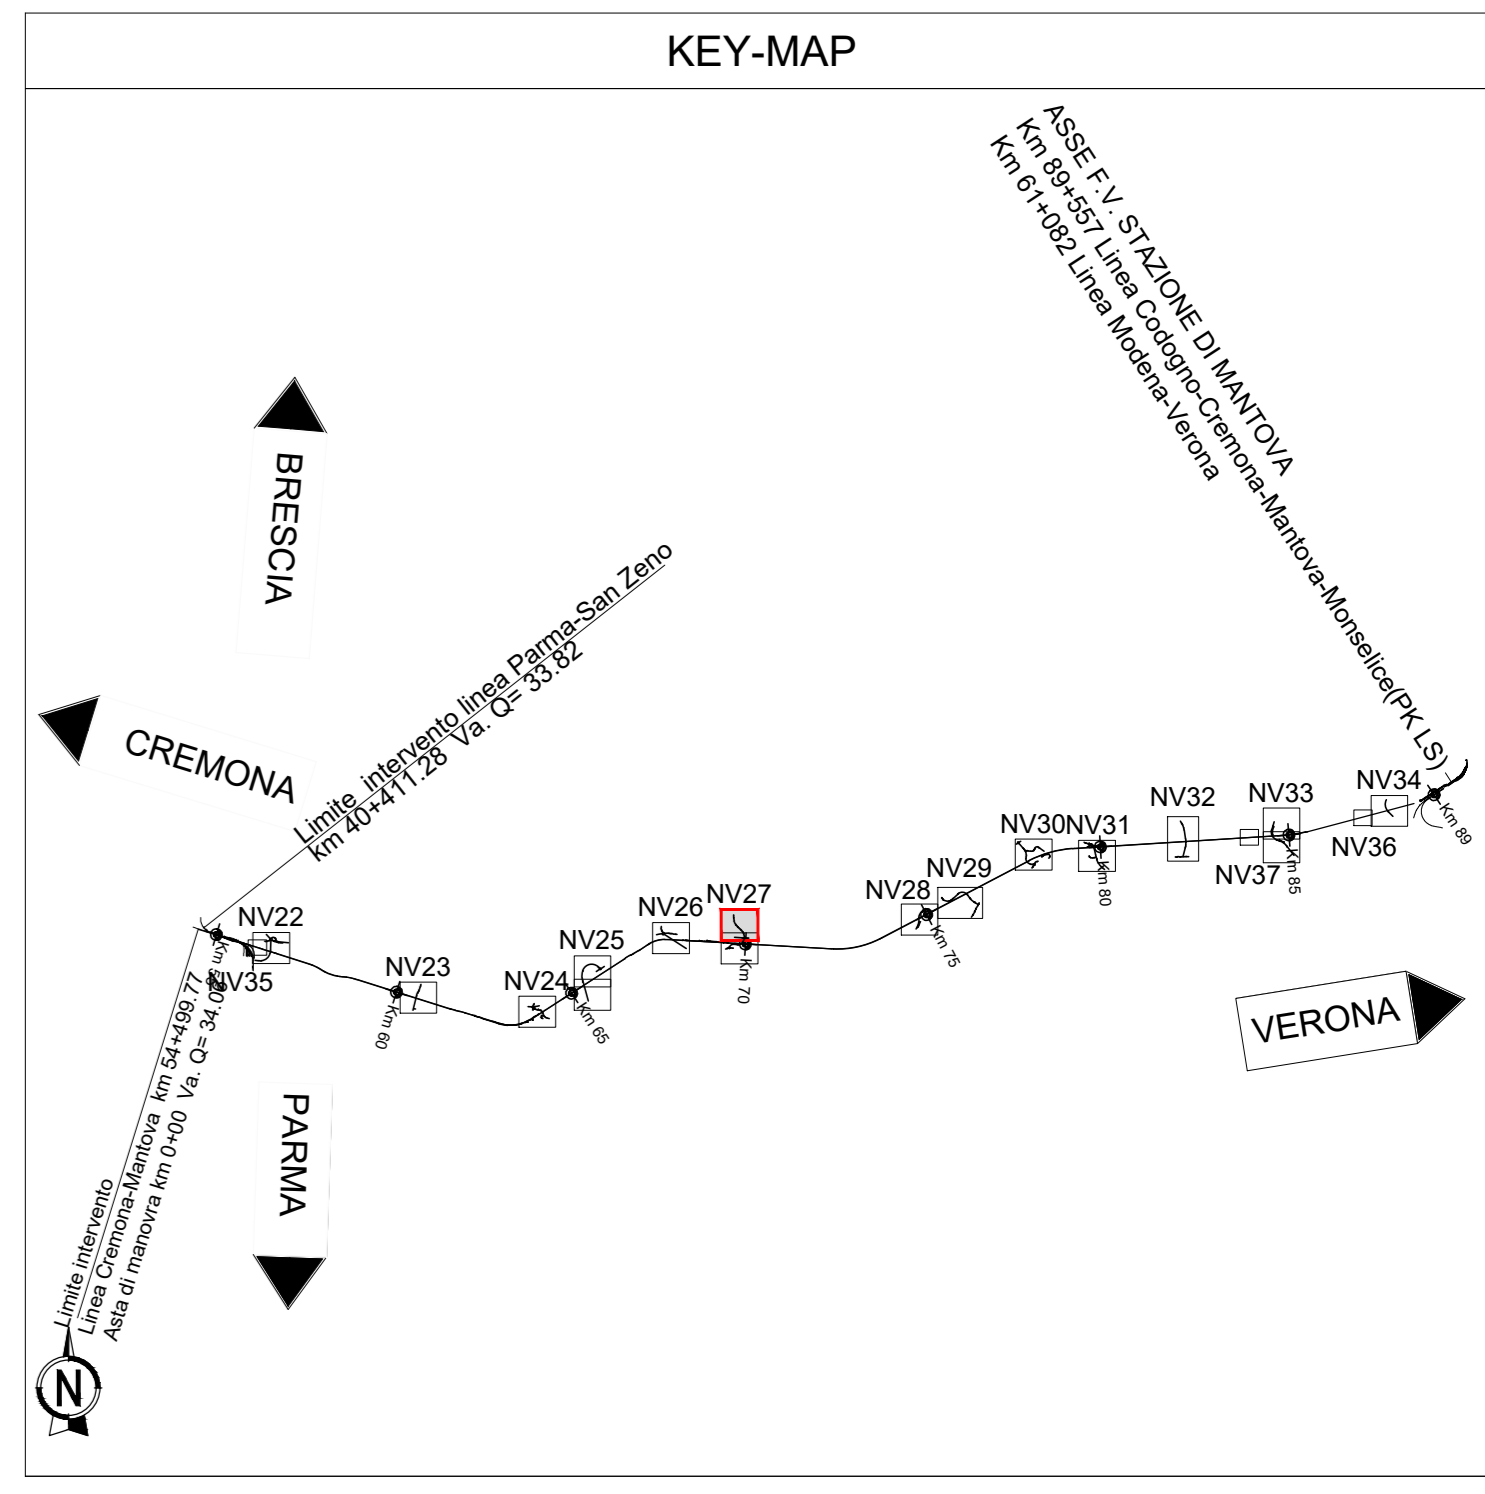 KEY-MAP
ASSE F.V. STAZIONE DI MANTOVA
Km 89+557 Linea Codogno-Cremona-Mantova-Monselice(PK LS)
Km 61+082 Linea Modena-Verona
BRESCIA
CREMONA
Limite intervento linea Parma-San Zeno
km 40+411.28 Va. Q= 33.82
NV22
NV35
NV23
Km 60
NV24
NV25
Km 65
NV26
NV27
Km 70
NV28
NV29
Km 75
NV30
NV31
Km 80
NV32
NV33
NV37
Km 85
NV34
NV36
Km 89
VERONA
PARMA
Limite intervento
Linea Cremona-Mantova km 54+499.77
Asta di manovra km 0+00 Va. Q= 34.0
N